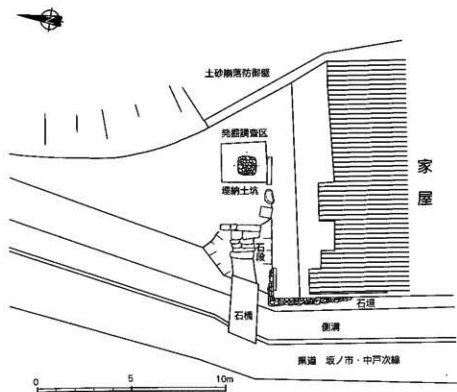 土砂崩落防御壁
発掘調査区
埋納土坑
家屋
石段
石垣
石橋
側溝
県道 坂ノ市・中戸次線
0 5 10m